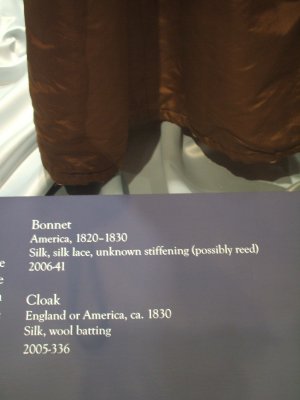 Bonnet
America, 1820–1830
Silk, silk lace, unknown stiffening (possibly reed)
2006-41
Cloak
England or America, ca. 1830
Silk, wool batting
2005-336